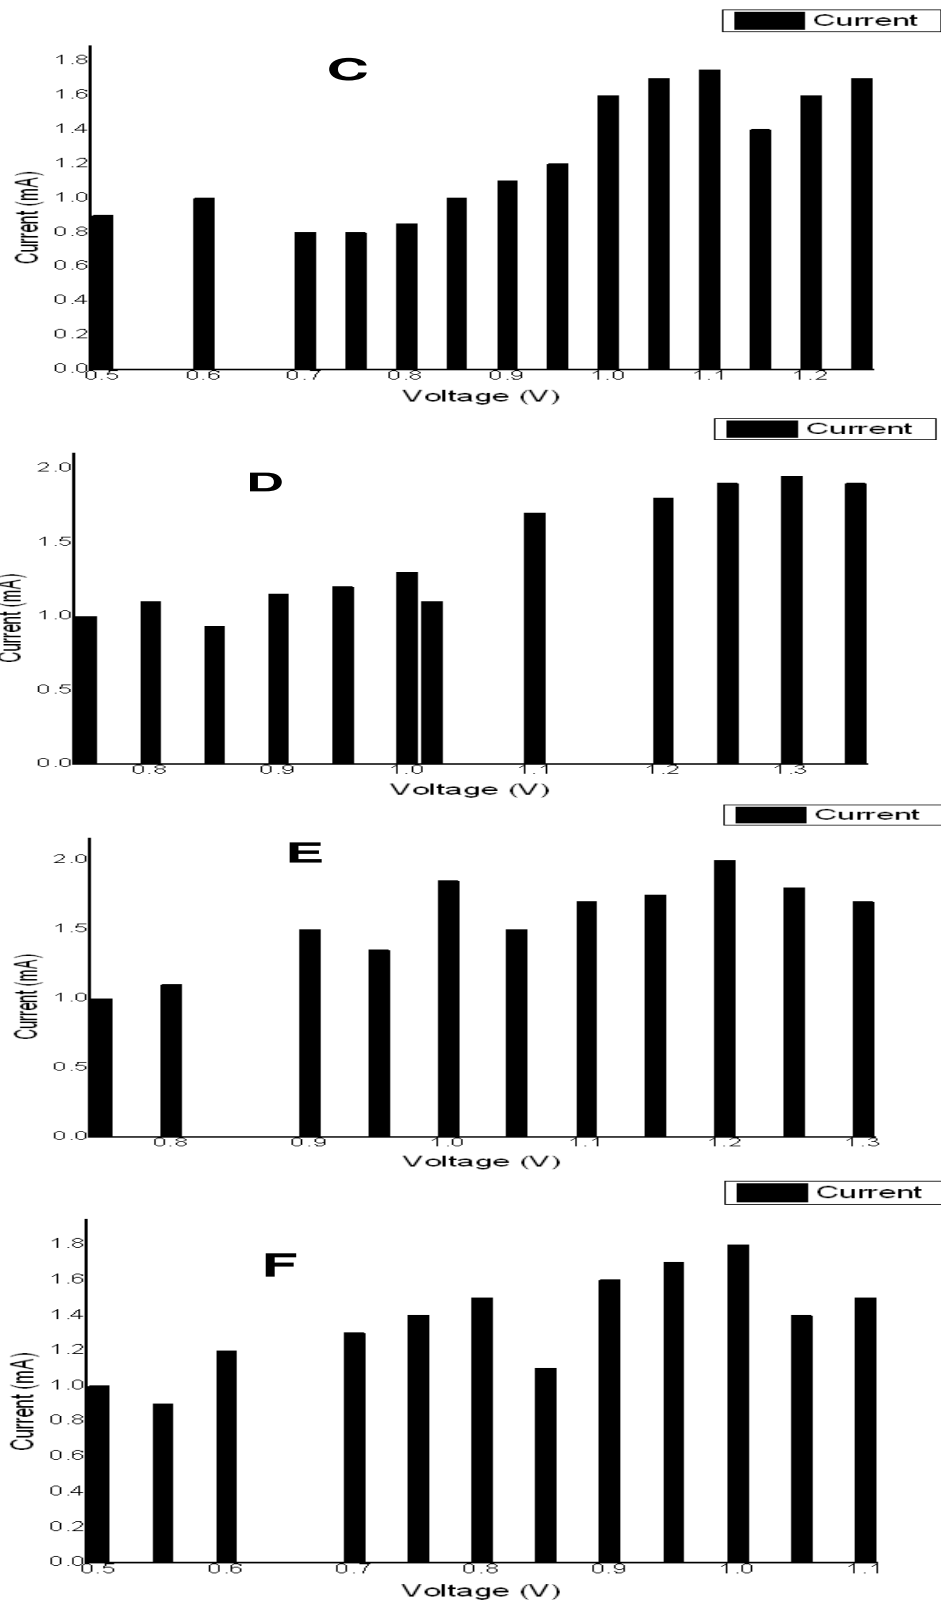 Current
C
1.8
1.6
1.4
1.2
1.0
0.8
0.6
0.4
0.2
0.0
Current (mA)
0.5 0.6 0.7 0.8 0.9 1.0 1.1 1.2
Voltage (V)
Current
D
2.0
1.5
1.0
0.5
0.0
Current (mA)
0.8 0.9 1.0 1.1 1.2 1.3
Voltage (V)
Current
E
2.0
1.5
1.0
0.5
0.0
Current (mA)
0.8 0.9 1.0 1.1 1.2 1.3
Voltage (V)
Current
F
1.8
1.6
1.4
1.2
1.0
0.8
0.6
0.4
0.2
0.0
Current (mA)
0.5 0.6 0.7 0.8 0.9 1.0 1.1
Voltage (V)